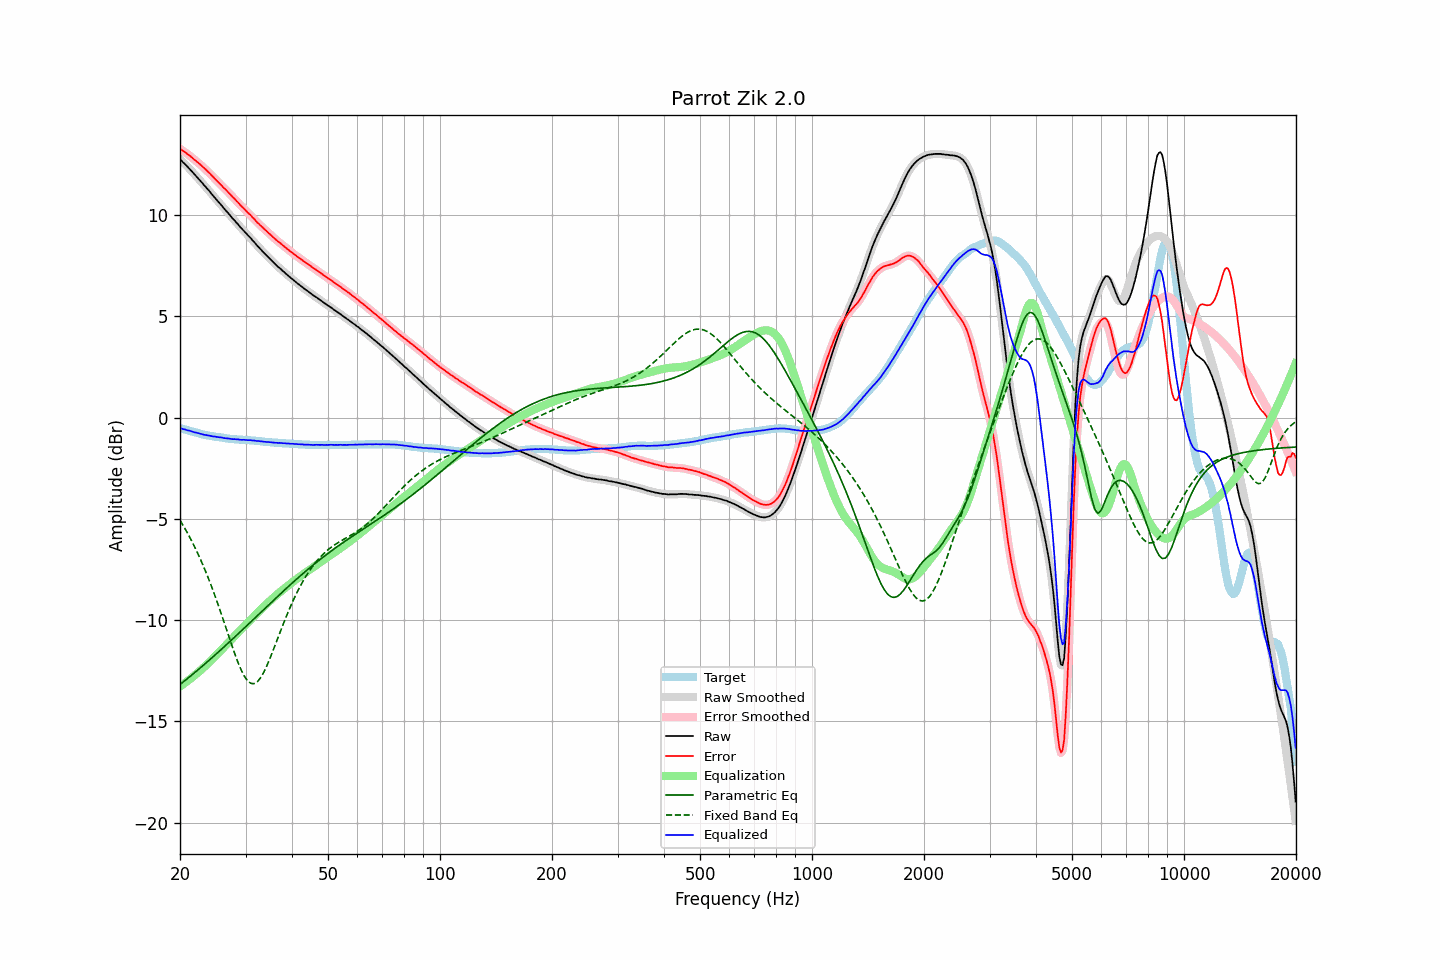 Parrot Zik 2.0
Amplitude (dBr)
10
5
0
−5
−10
−15
−20
Target
Raw Smoothed
Error Smoothed
Raw
Error
Equalization
Parametric Eq
Fixed Band Eq
Equalized
20 50 100 200 500 1000 2000 5000 10000 20000
Frequency (Hz)